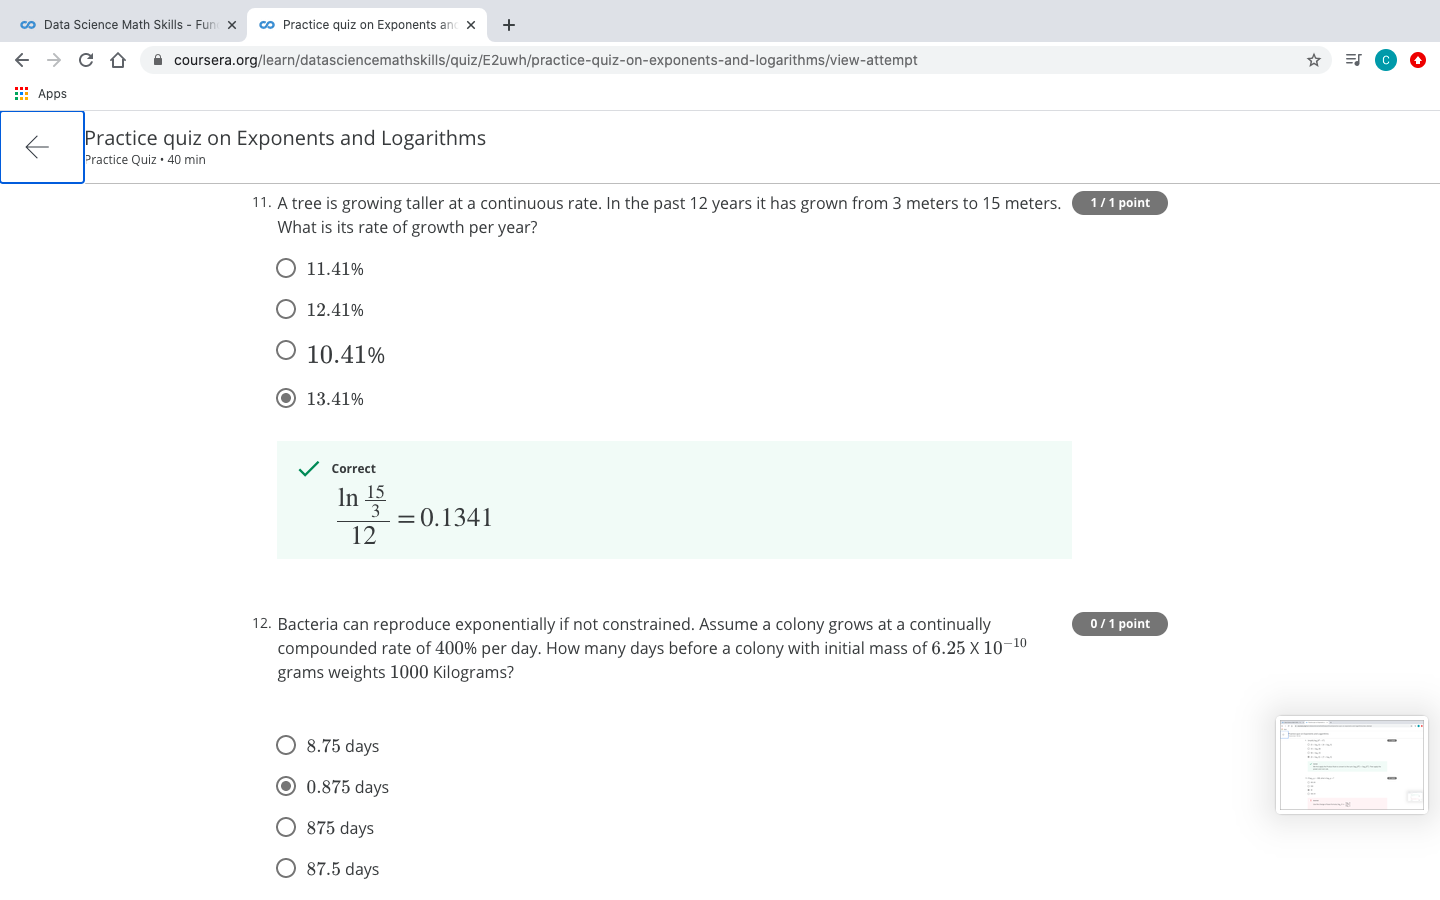 Data Science Math Skills - Fun
Practice quiz on Exponents and
coursera.org/learn/datasciencemathskills/quiz/E2uwh/practice-quiz-on-exponents-and-logarithms/view-attempt
C
Apps
Practice quiz on Exponents and Logarithms
Practice Quiz • 40 min
11. A tree is growing taller at a continuous rate. In the past 12 years it has grown from 3 meters to 15 meters. 1 / 1 point
What is its rate of growth per year?
11.41%
12.41%
10.41%
13.41%
Correct
ln 15/3 / 12 = 0.1341
12. Bacteria can reproduce exponentially if not constrained. Assume a colony grows at a continually 0 / 1 point
compounded rate of 400% per day. How many days before a colony with initial mass of 6.25 X 10⁻¹⁰
grams weights 1000 Kilograms?
8.75 days
0.875 days
875 days
87.5 days